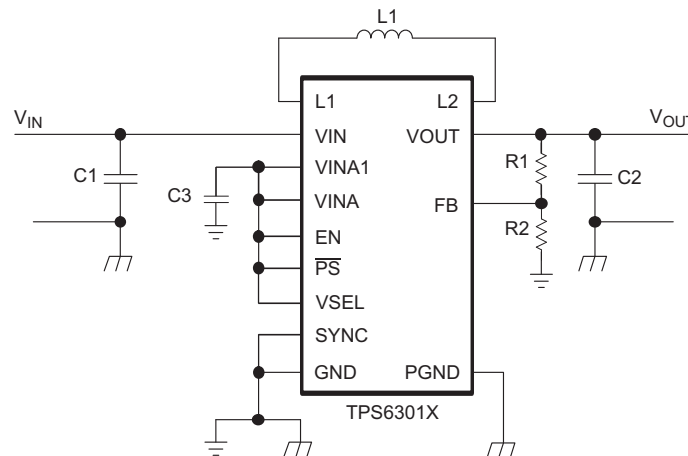 L1
L1 L2
V_IN VIN VOUT V_OUT
C1 VINA1 R1 C2
C3 VINA FB
EN R2
P̅S̅
VSEL
SYNC
GND PGND
TPS6301X